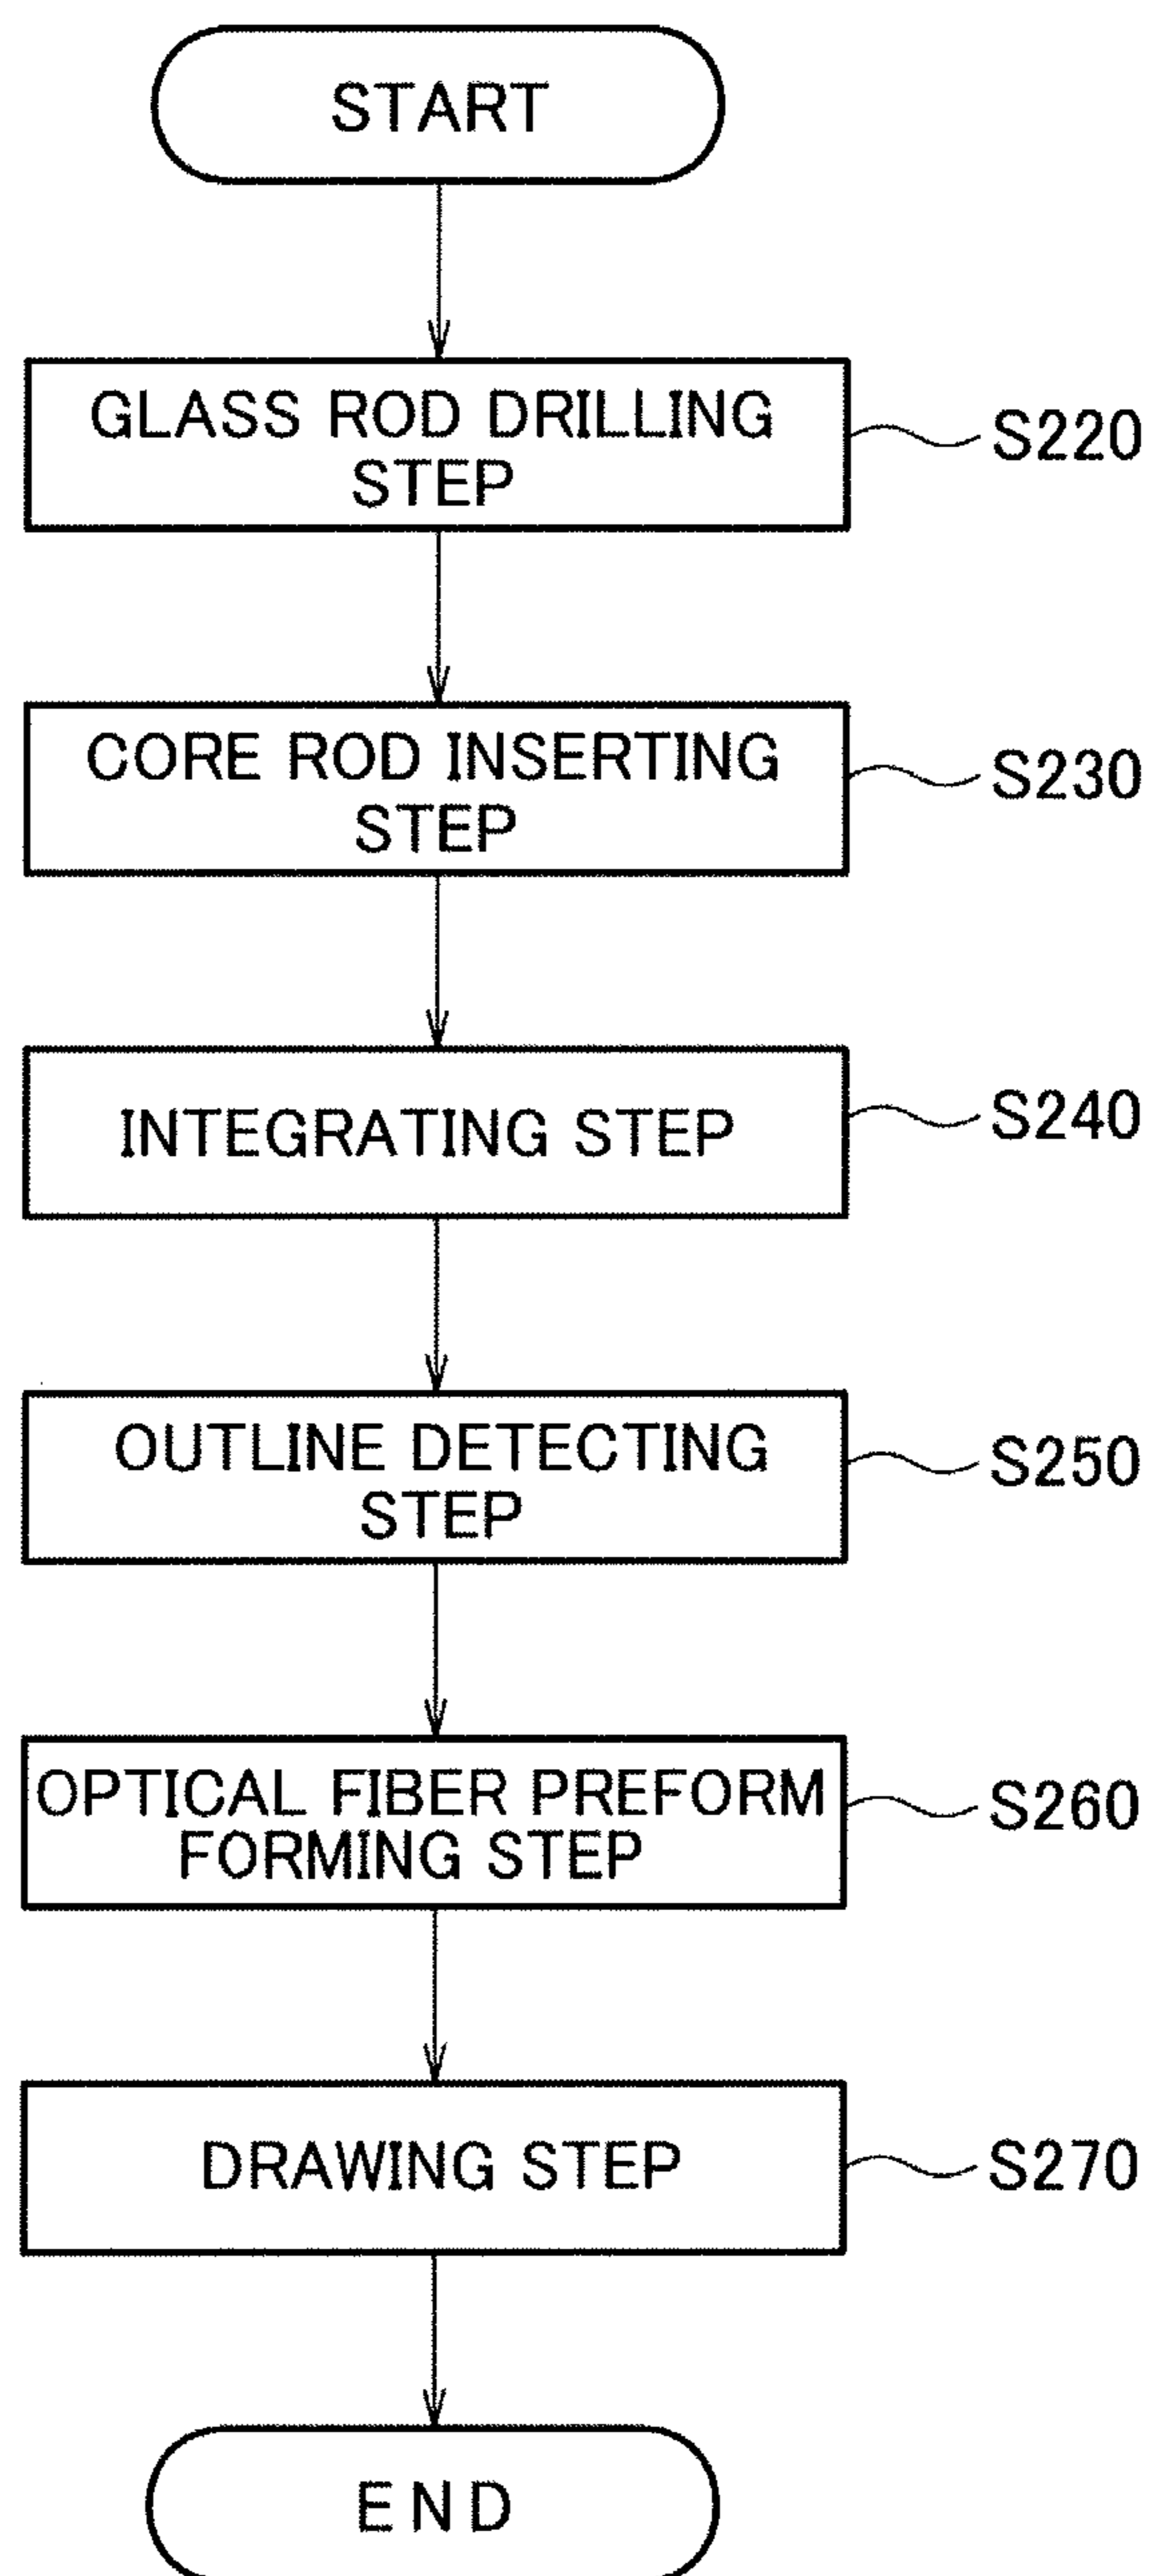 START
GLASS ROD DRILLING
STEP
S220
CORE ROD INSERTING
STEP
S230
INTEGRATING STEP
S240
OUTLINE DETECTING
STEP
S250
OPTICAL FIBER PREFORM
FORMING STEP
S260
DRAWING STEP
S270
END